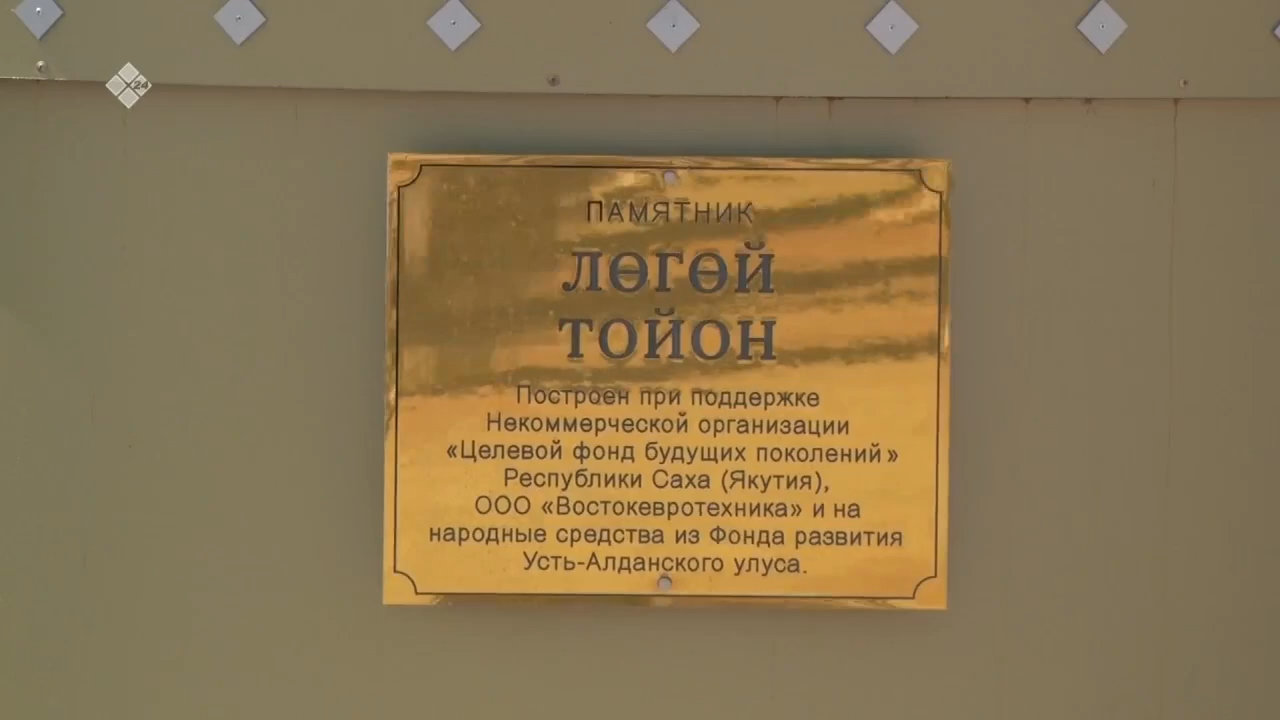 24
ПАМЯТНИК
ЛӨГӨЙ
ТОЙОН
Построен при поддержке
Некоммерческой организации
«Целевой фонд будущих поколений»
Республики Саха (Якутия),
ООО «Востокевротехника» и на
народные средства из Фонда развития
Усть-Алданского улуса.